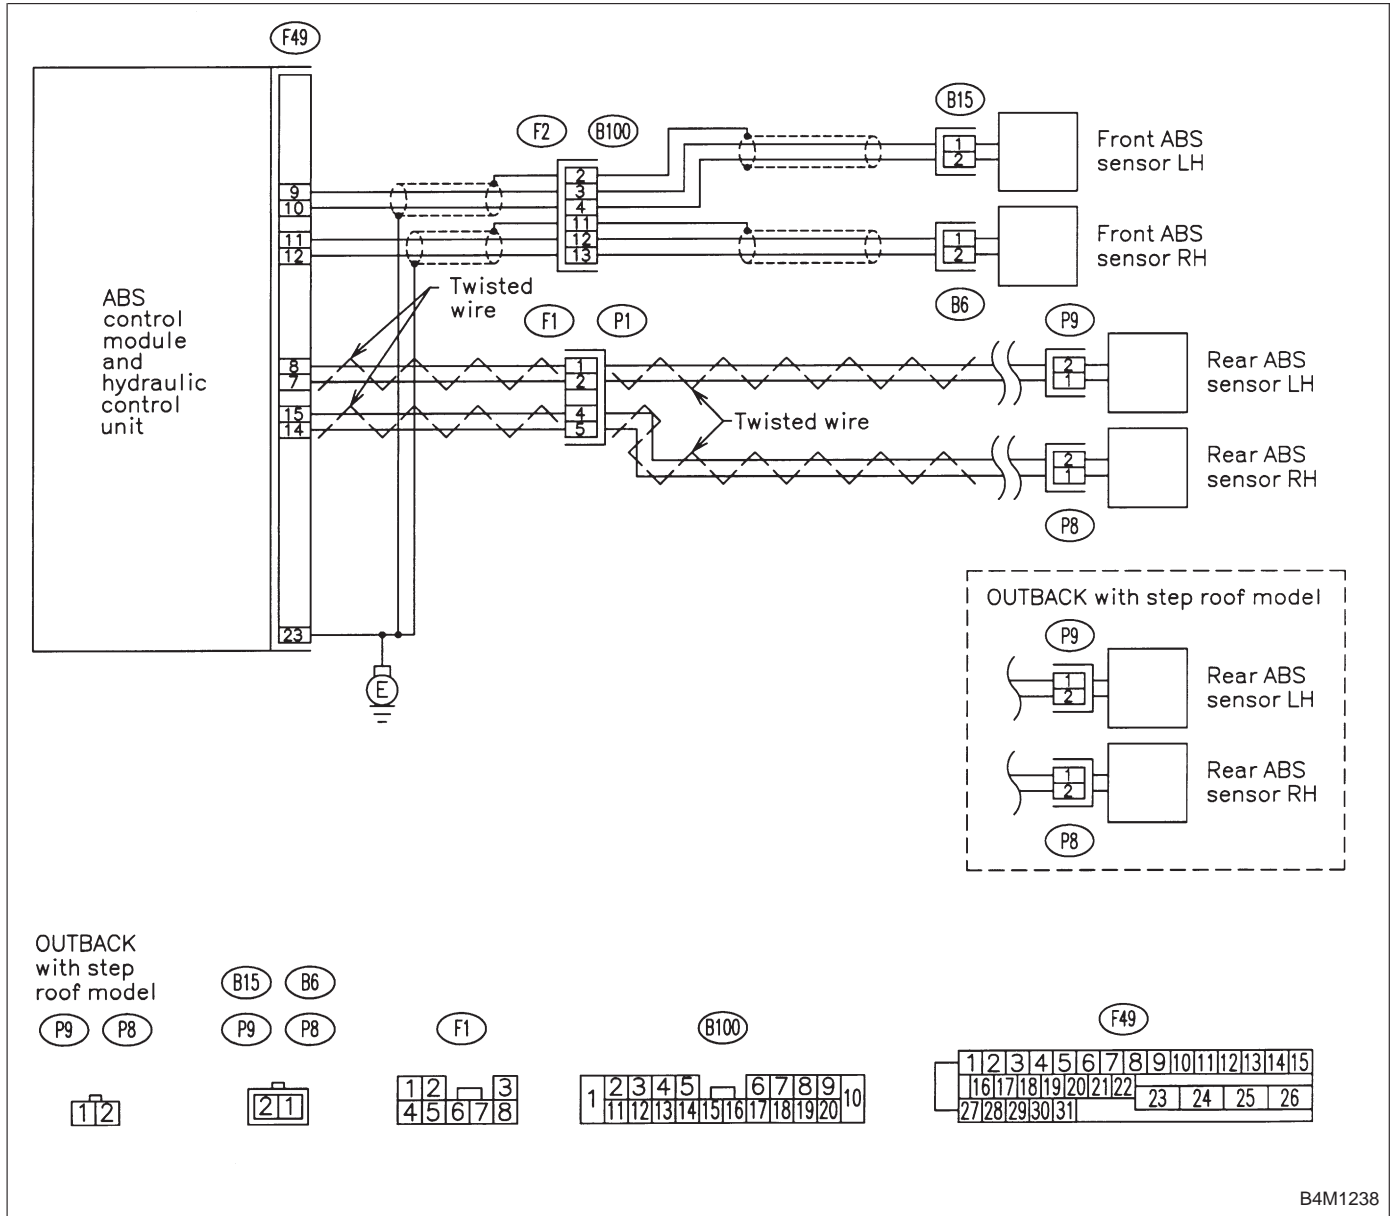 F49
B15
F2 B100
1
2
Front ABS
sensor LH
9
10
2
3
4
11
12
11
12
13
1
2
Front ABS
sensor RH
B6
ABS
control
module
and
hydraulic
control
unit
Twisted
wire
F1 P1
P9
8
7
1
2
2
1
Rear ABS
sensor LH
15
14
4
5
Twisted wire
2
1
Rear ABS
sensor RH
P8
23
E
OUTBACK with step roof model
P9
1
2
Rear ABS
sensor LH
1
2
Rear ABS
sensor RH
P8
OUTBACK
with step
roof model
P9 P8
1 2
B15 B6
P9 P8
2 1
F1
1 2 3
4 5 6 7 8
B100
1 2 3 4 5 6 7 8 9 10
11 12 13 14 15 16 17 18 19 20
F49
1 2 3 4 5 6 7 8 9 10 11 12 13 14 15
16 17 18 19 20 21 22 23 24 25 26
27 28 29 30 31
B4M1238